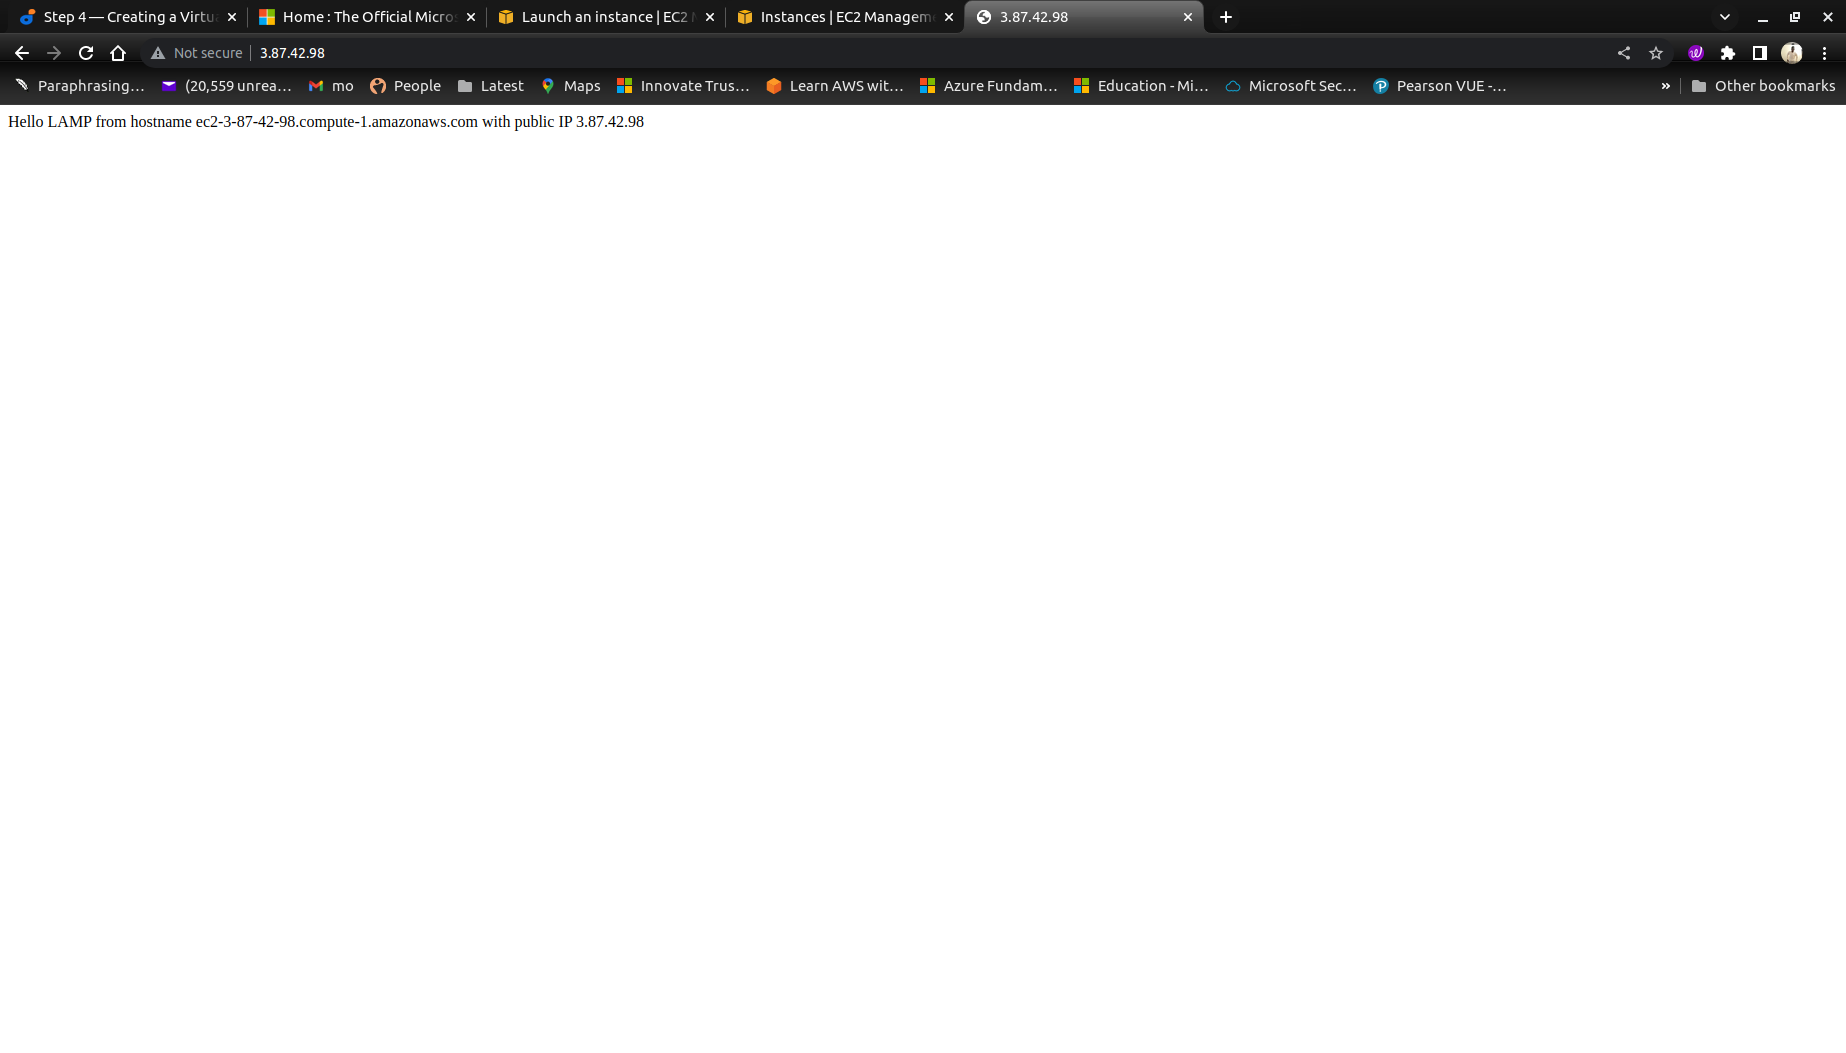 Step 4 — Creating a Virtua
Home : The Official Micros
Launch an instance | EC2 M
Instances | EC2 Manageme
3.87.42.98
Not secure
3.87.42.98
Paraphrasing...
(20,559 unrea...
mo
People
Latest
Maps
Innovate Trus...
Learn AWS wit...
Azure Fundam...
Education - Mi...
Microsoft Sec...
Pearson VUE -...
»
Other bookmarks
Hello LAMP from hostname ec2-3-87-42-98.compute-1.amazonaws.com with public IP 3.87.42.98